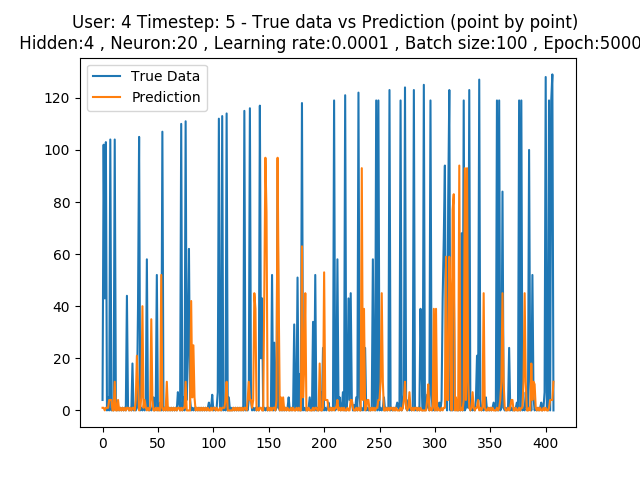 User: 4 Timestep: 5 - True data vs Prediction (point by point)
Hidden:4 , Neuron:20 , Learning rate:0.0001 , Batch size:100 , Epoch:5000
True Data
Prediction
120
100
80
60
40
20
0
0 50 100 150 200 250 300 350 400